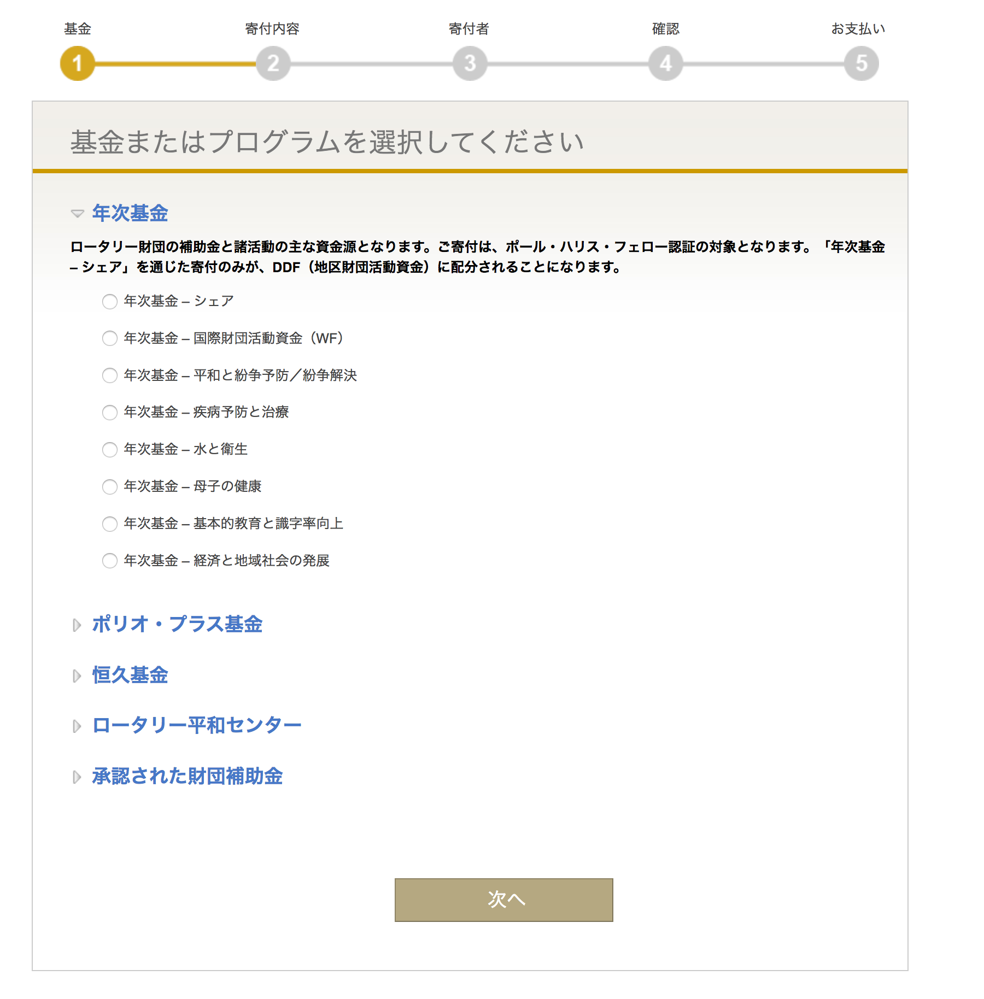 基金 寄付内容 寄付者 確認 お支払い
1 2 3 4 5
基金またはプログラムを選択してください
年次基金
ロータリー財団の補助金と諸活動の主な資金源となります。ご寄付は、ポール・ハリス・フェロー認証の対象となります。「年次基金
– シェア」を通じた寄付のみが、DDF（地区財団活動資金）に配分されることになります。
年次基金 – シェア
年次基金 – 国際財団活動資金（WF）
年次基金 – 平和と紛争予防／紛争解決
年次基金 – 疾病予防と治療
年次基金 – 水と衛生
年次基金 – 母子の健康
年次基金 – 基本的教育と識字率向上
年次基金 – 経済と地域社会の発展
ポリオ・プラス基金
恒久基金
ロータリー平和センター
承認された財団補助金
次へ